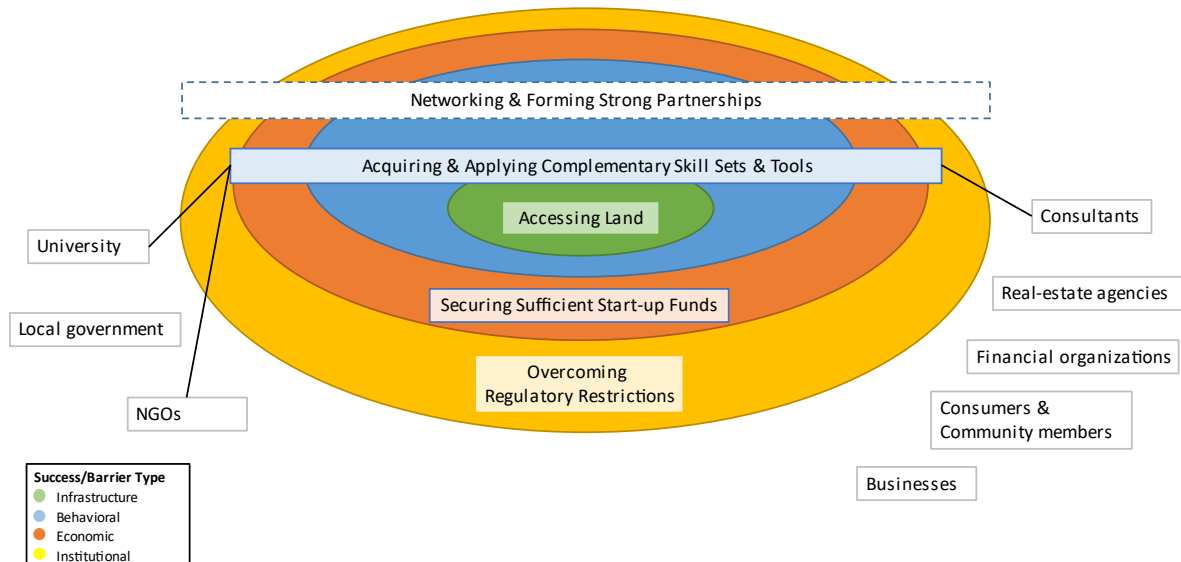 Networking & Forming Strong Partnerships
Acquiring & Applying Complementary Skill Sets & Tools
Accessing Land
Consultants
University
Real-estate agencies
Securing Sufficient Start-up Funds
Local government
Financial organizations
Overcoming
Regulatory Restrictions
NGOs
Consumers &
Community members
Businesses
Success/Barrier Type
Infrastructure
Behavioral
Economic
Institutional